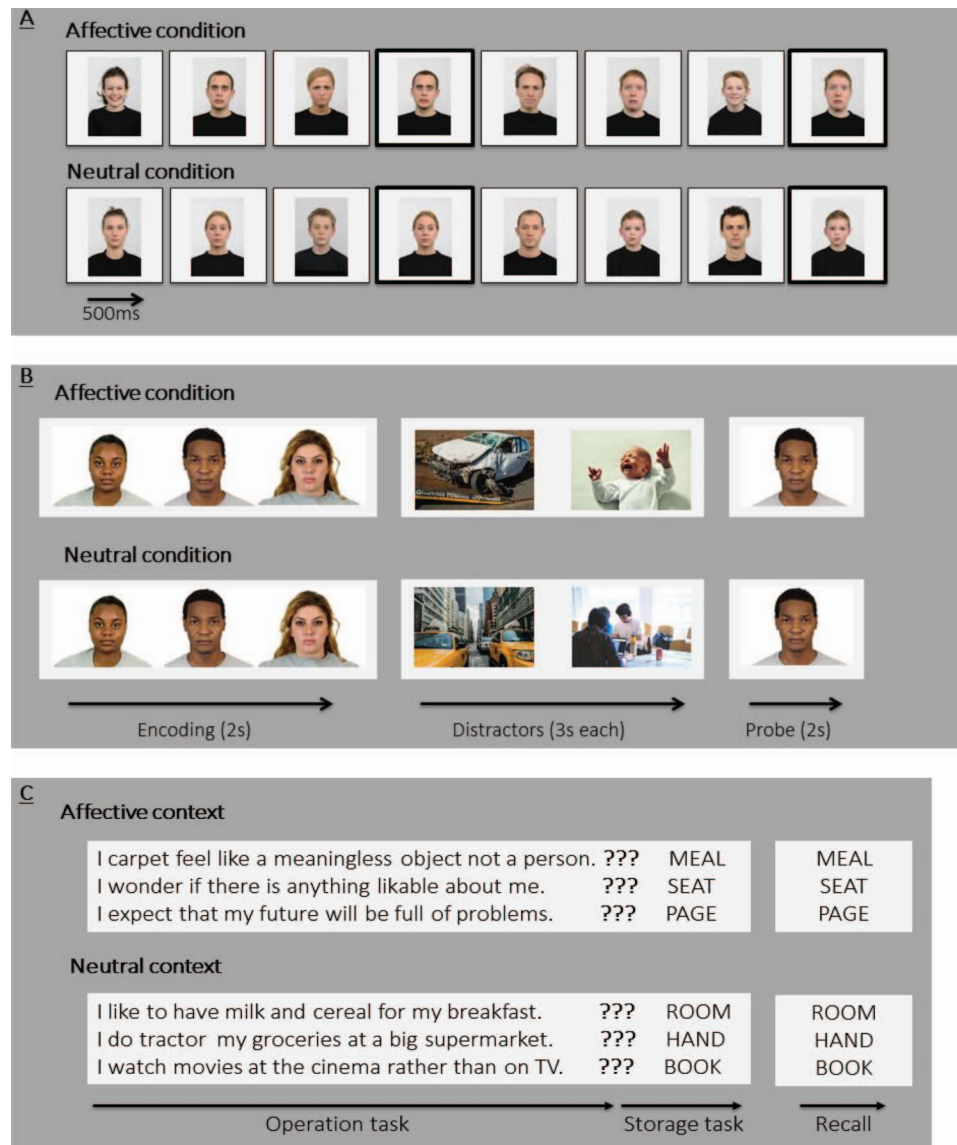 A
Affective condition
Neutral condition
500ms
B
Affective condition
Neutral condition
Encoding (2s)
Distractors (3s each)
Probe (2s)
C
Affective context
I carpet feel like a meaningless object not a person. ??? MEAL MEAL
I wonder if there is anything likable about me. ??? SEAT SEAT
I expect that my future will be full of problems. ??? PAGE PAGE
Neutral context
I like to have milk and cereal for my breakfast. ??? ROOM ROOM
I do tractor my groceries at a big supermarket. ??? HAND HAND
I watch movies at the cinema rather than on TV. ??? BOOK BOOK
Operation task
Storage task
Recall